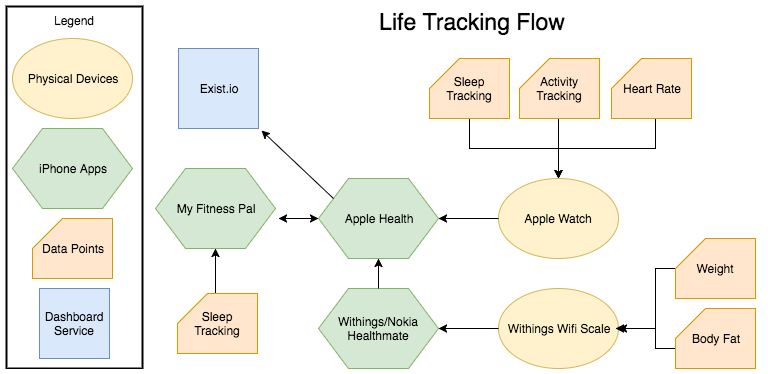 Legend
Life Tracking Flow
Physical Devices
iPhone Apps
Data Points
Dashboard
Service
Exist.io
Sleep
Tracking
Activity
Tracking
Heart Rate
My Fitness Pal
Apple Health
Apple Watch
Sleep
Tracking
Withings/Nokia
Healthmate
Withings Wifi Scale
Weight
Body Fat